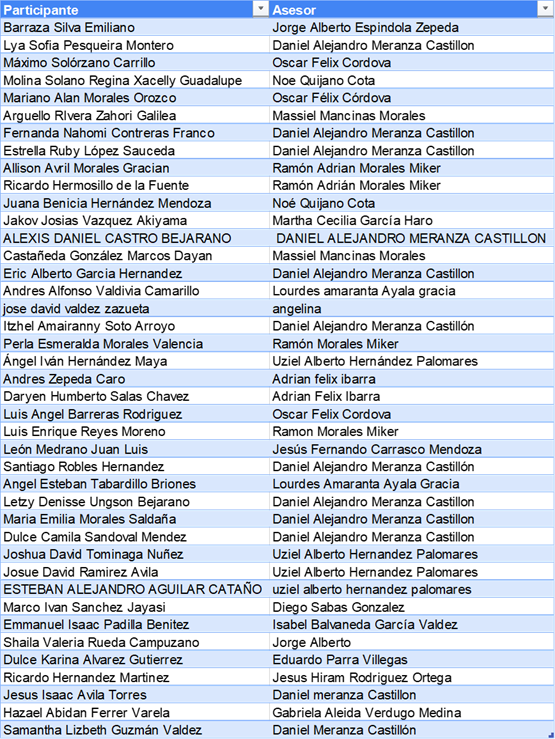 Participante Asesor
Barraza Silva Emiliano Jorge Alberto Espindola Zepeda
Lya Sofia Pesqueira Montero Daniel Alejandro Meranza Castillon
Máximo Solórzano Carrillo Oscar Felix Cordova
Molina Solano Regina Xacelly Guadalupe Noe Quijano Cota
Mariano Alan Morales Orozco Oscar Félix Córdova
Arguello RIvera Zahori Galilea Massiel Mancinas Morales
Fernanda Nahomi Contreras Franco Daniel Alejandro Meranza Castillon
Estrella Ruby López Sauceda Daniel Alejandro Meranza Castillon
Allison Avril Morales Gracian Ramón Adrian Morales Miker
Ricardo Hermosillo de la Fuente Ramón Adrián Morales Miker
Juana Benicia Hernández Mendoza Noé Quijano Cota
Jakov Josias Vazquez Akiyama Martha Cecilia García Haro
ALEXIS DANIEL CASTRO BEJARANO DANIEL ALEJANDRO MERANZA CASTILLON
Castañeda González Marcos Dayan Massiel Mancinas Morales
Eric Alberto Garcia Hernandez Daniel Alejandro Meranza Castillon
Andres Alfonso Valdivia Camarillo Lourdes amaranta Ayala gracia
jose david valdez zazueta angelina
Itzhel Amairanny Soto Arroyo Daniel Alejandro Meranza Castillón
Perla Esmeralda Morales Valencia Ramón Morales Miker
Ángel Iván Hernández Maya Uziel Alberto Hernández Palomares
Andres Zepeda Caro Adrian felix ibarra
Daryen Humberto Salas Chavez Adrian Felix Ibarra
Luis Angel Barreras Rodriguez Oscar Felix Cordova
Luis Enrique Reyes Moreno Ramon Morales Miker
León Medrano Juan Luis Jesús Fernando Carrasco Mendoza
Santiago Robles Hernandez Daniel Alejandro Meranza Castillón
Angel Esteban Tabardillo Briones Lourdes Amaranta Ayala Gracia
Letzy Denisse Ungson Bejarano Daniel Alejandro Meranza Castillon
Maria Emilia Morales Saldaña Daniel Alejandro Meranza Castillon
Dulce Camila Sandoval Mendez Daniel Alejandro Meranza Castillon
Joshua David Tominaga Nuñez Uziel Alberto Hernandez Palomares
Josue David Ramirez Avila Uziel Alberto Hernandez Palomares
ESTEBAN ALEJANDRO AGUILAR CATAÑO uziel alberto hernandez palomares
Marco Ivan Sanchez Jayasi Diego Sabas Gonzalez
Emmanuel Isaac Padilla Benitez Isabel Balvaneda García Valdez
Shaila Valeria Rueda Campuzano Jorge Alberto
Dulce Karina Alvarez Gutierrez Eduardo Parra Villegas
Ricardo Hernandez Martinez Jesus Hiram Rodriguez Ortega
Jesus Isaac Avila Torres Daniel meranza Castillon
Hazael Abidan Ferrer Varela Gabriela Aleida Verdugo Medina
Samantha Lizbeth Guzmán Valdez Daniel Meranza Castillón